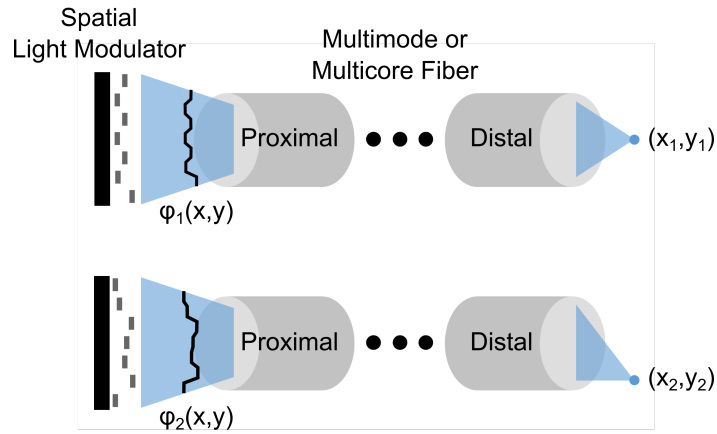 Spatial
Light Modulator
Multimode or
Multicore Fiber
Proximal
Distal
(x₁,y₁)
φ₁(x,y)
Proximal
Distal
(x₂,y₂)
φ₂(x,y)